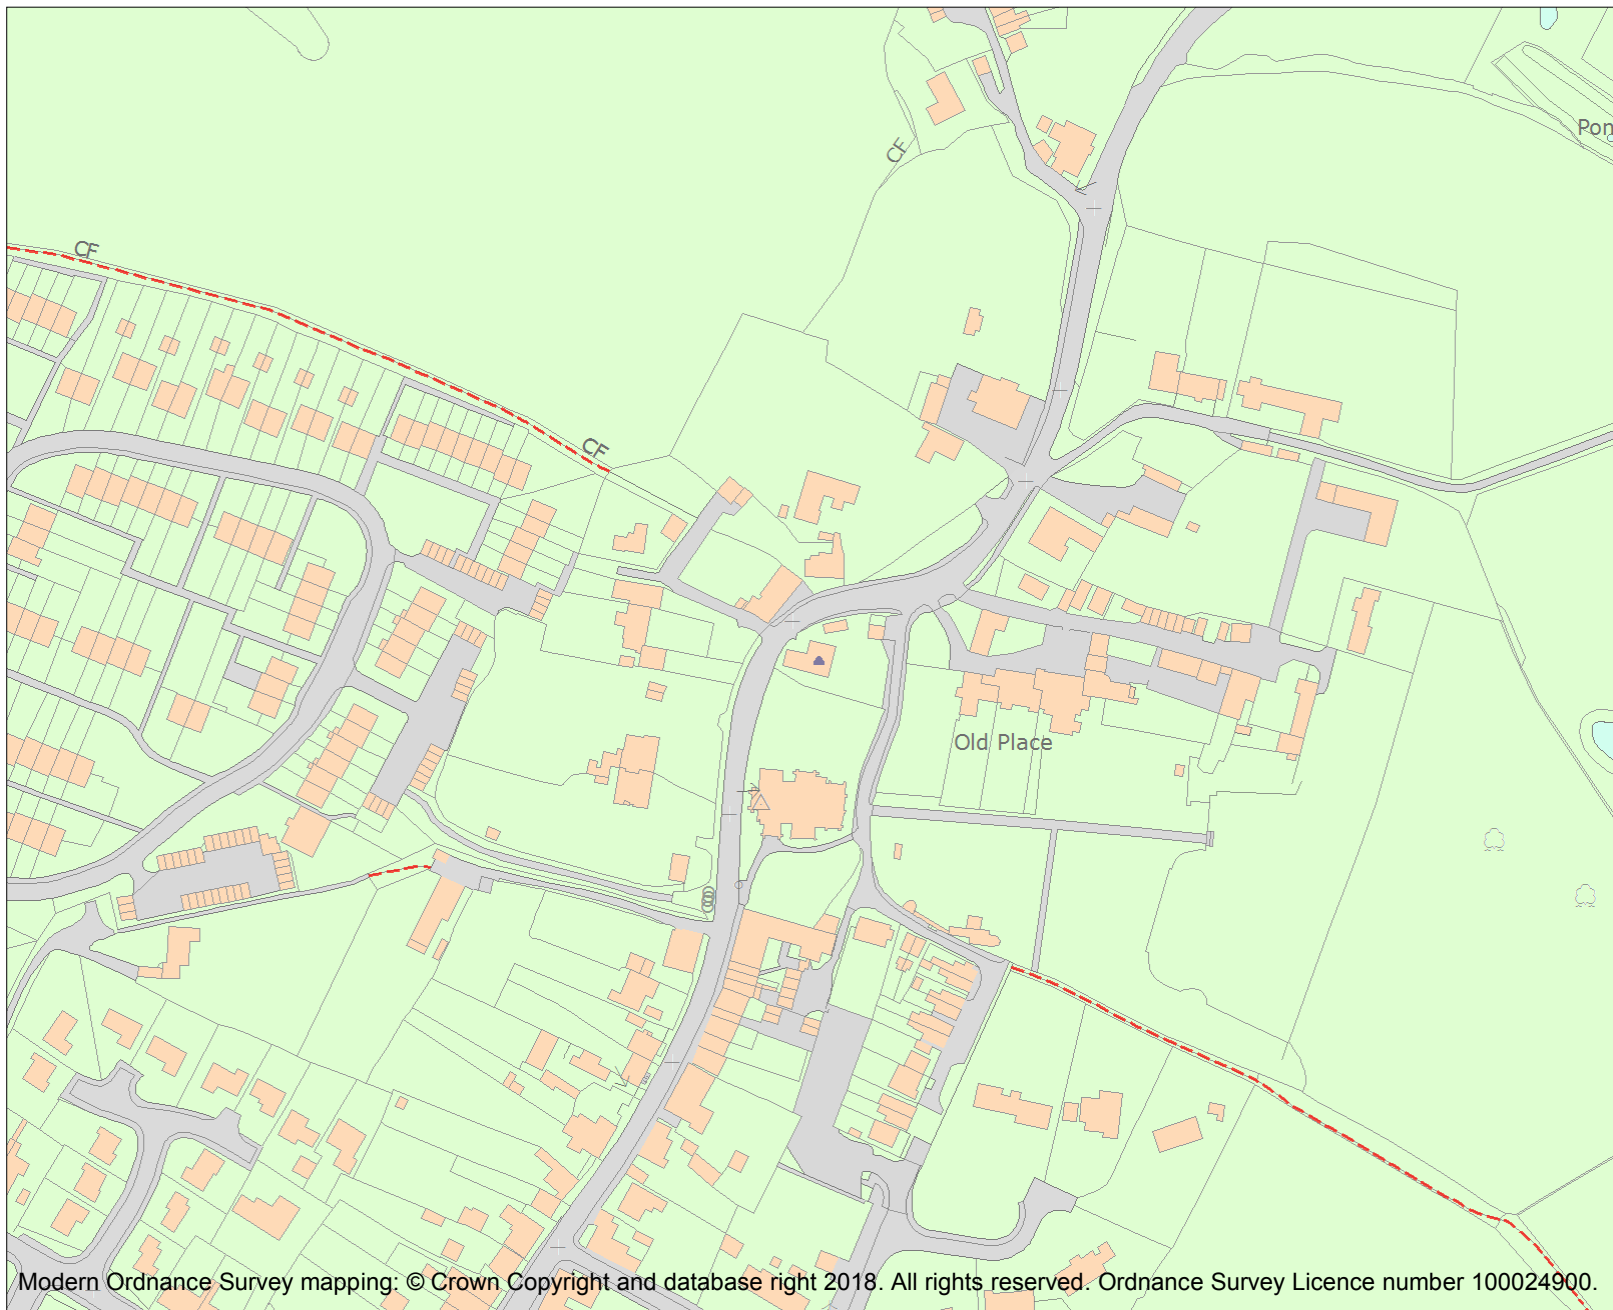 Pon
CF
CF
CF
Old Place
Modern Ordnance Survey mapping: © Crown Copyright and database right 2018. All rights reserved. Ordnance Survey Licence number 100024900.